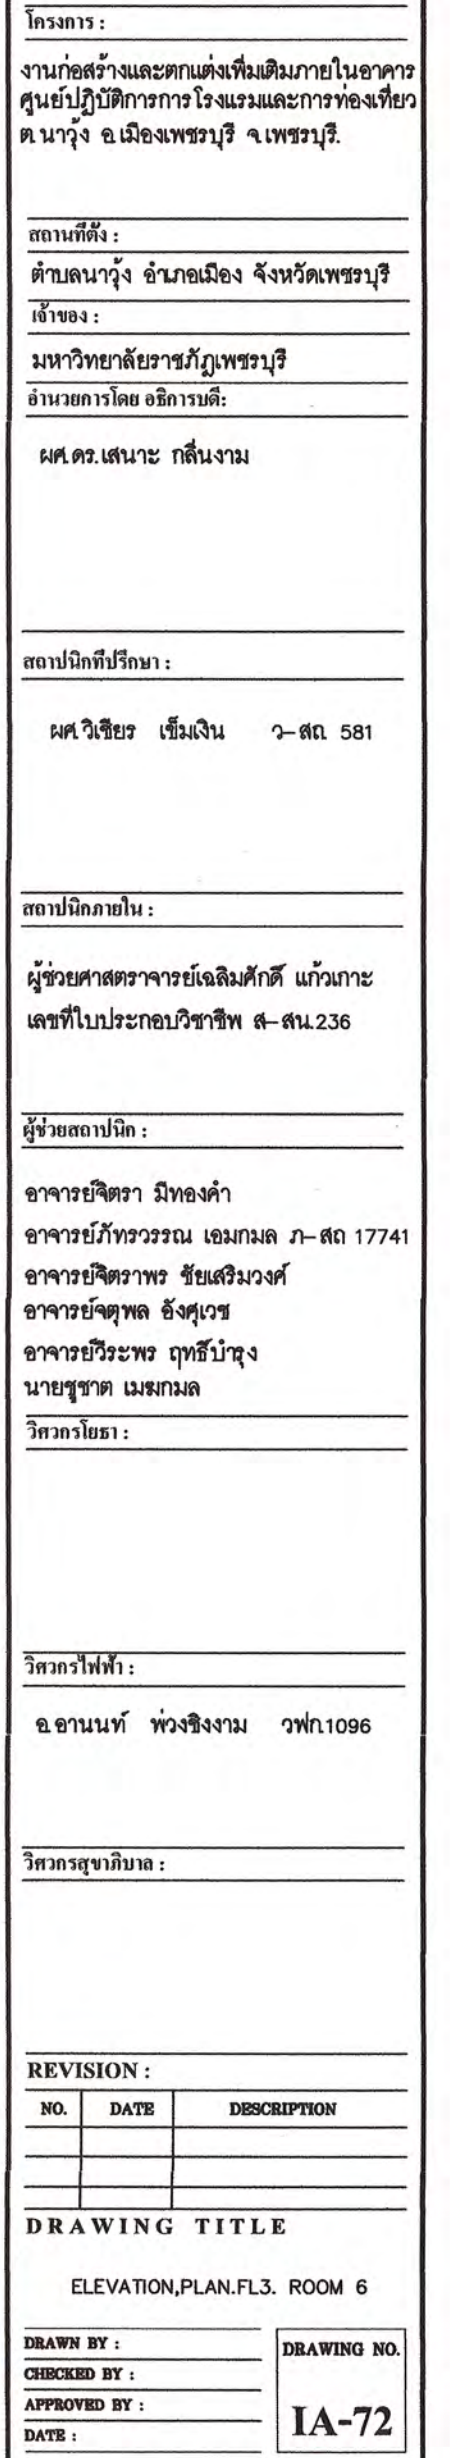 โครงการ :
งานก่อสร้างและตกแต่งเพิ่มเติมภายในอาคาร
ศูนย์ปฏิบัติการการโรงแรมและการท่องเที่ยว
ต.นาวุ้ง อ.เมืองเพชรบุรี จ.เพชรบุรี.
สถานที่ตั้ง :
ตำบลนาวุ้ง อำเภอเมือง จังหวัดเพชรบุรี
เจ้าของ :
มหาวิทยาลัยราชภัฎเพชรบุรี
อำนวยการโดย อธิการบดี:
ผศ.ดร.เสนาะ กลิ่นงาม
สถาปนิกที่ปรึกษา :
ผศ.วิเชียร เข็มเงิน ว-สถ. 581
สถาปนิกภายใน :
ผู้ช่วยศาสตราจารย์เฉลิมศักดิ์ แก้วเกาะ
เลขที่ใบประกอบวิชาชีพ ส-สน.236
ผู้ช่วยสถาปนิก :
อาจารย์จิตรา มีทองคำ
อาจารย์ภัทรวรรณ เอมกมล ภ-สถ 17741
อาจารย์จิตราพร ชัยเสริมวงศ์
อาจารย์จตุพล อังศุเวช
อาจารย์วีระพร ฤทธิ์บำรุง
นายชูชาต เมฆกมล
วิศวกรโยธา :
วิศวกรไฟฟ้า :
อ.อานนท์ พ่วงชิงงาม วฟก.1096
วิศวกรสุขาภิบาล :
REVISION :
NO. DATE DESCRIPTION
DRAWING TITLE
ELEVATION,PLAN.FL3. ROOM 6
DRAWN BY :
CHECKED BY :
APPROVED BY :
DATE :
DRAWING NO.
IA-72